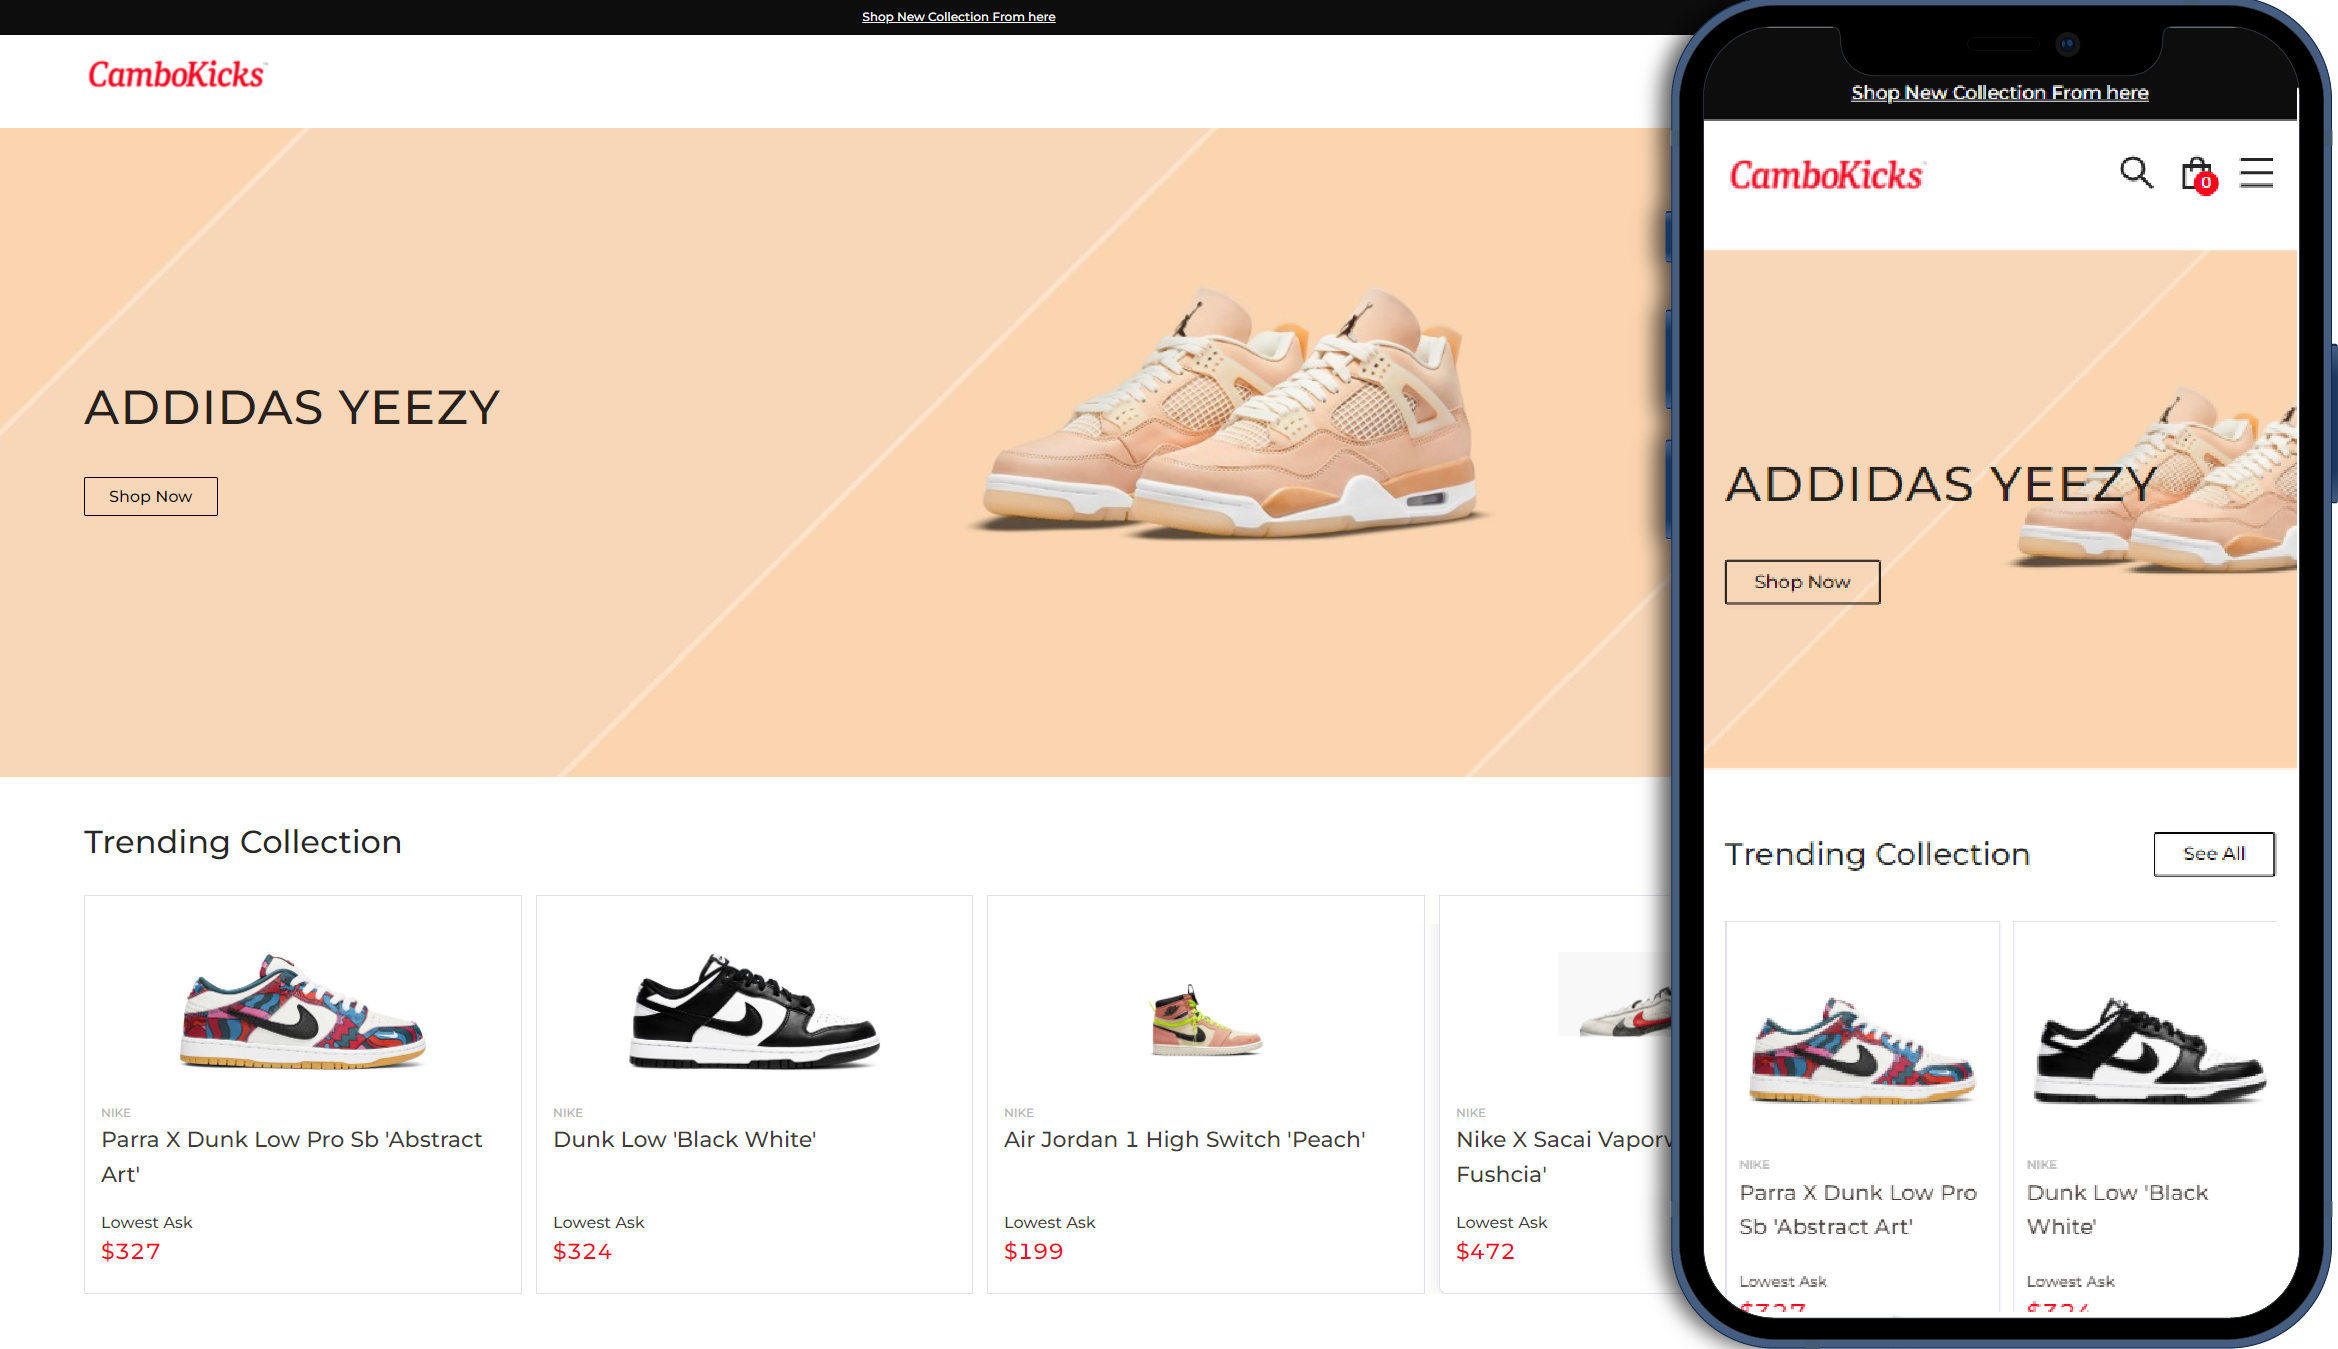 Shop New Collection From here
CamboKicks
ADDIDAS YEEZY
Shop Now
Trending Collection
NIKE
Parra X Dunk Low Pro Sb 'Abstract
Art'
Lowest Ask
$327
NIKE
Dunk Low 'Black White'
Lowest Ask
$324
NIKE
Air Jordan 1 High Switch 'Peach'
Lowest Ask
$199
NIKE
Nike X Sacai
Fushcia'
Lowest Ask
$472
Shop New Collection From here
CamboKicks
0
ADDIDAS YEEZY
Shop Now
Trending Collection
See All
NIKE
Parra X Dunk Low Pro
Sb 'Abstract Art'
Lowest Ask
$327
NIKE
Dunk Low 'Black
White'
Lowest Ask
$324